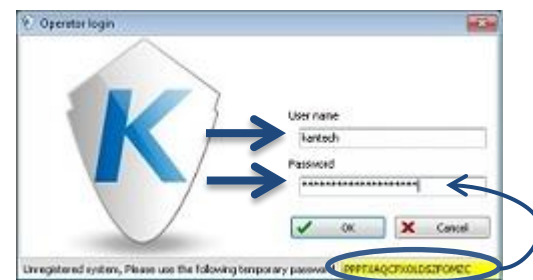 Operator login
K
User name
kantech
Password
********************
OK
Cancel
Unregistered system, Please use the following temporary password: